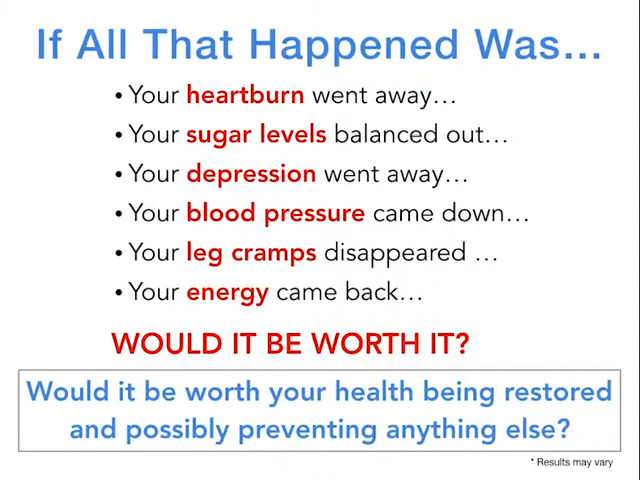 If All That Happened Was...
• Your heartburn went away...
• Your sugar levels balanced out...
• Your depression went away...
• Your blood pressure came down...
• Your leg cramps disappeared ...
• Your energy came back...
WOULD IT BE WORTH IT?
Would it be worth your health being restored
and possibly preventing anything else?
* Results may vary